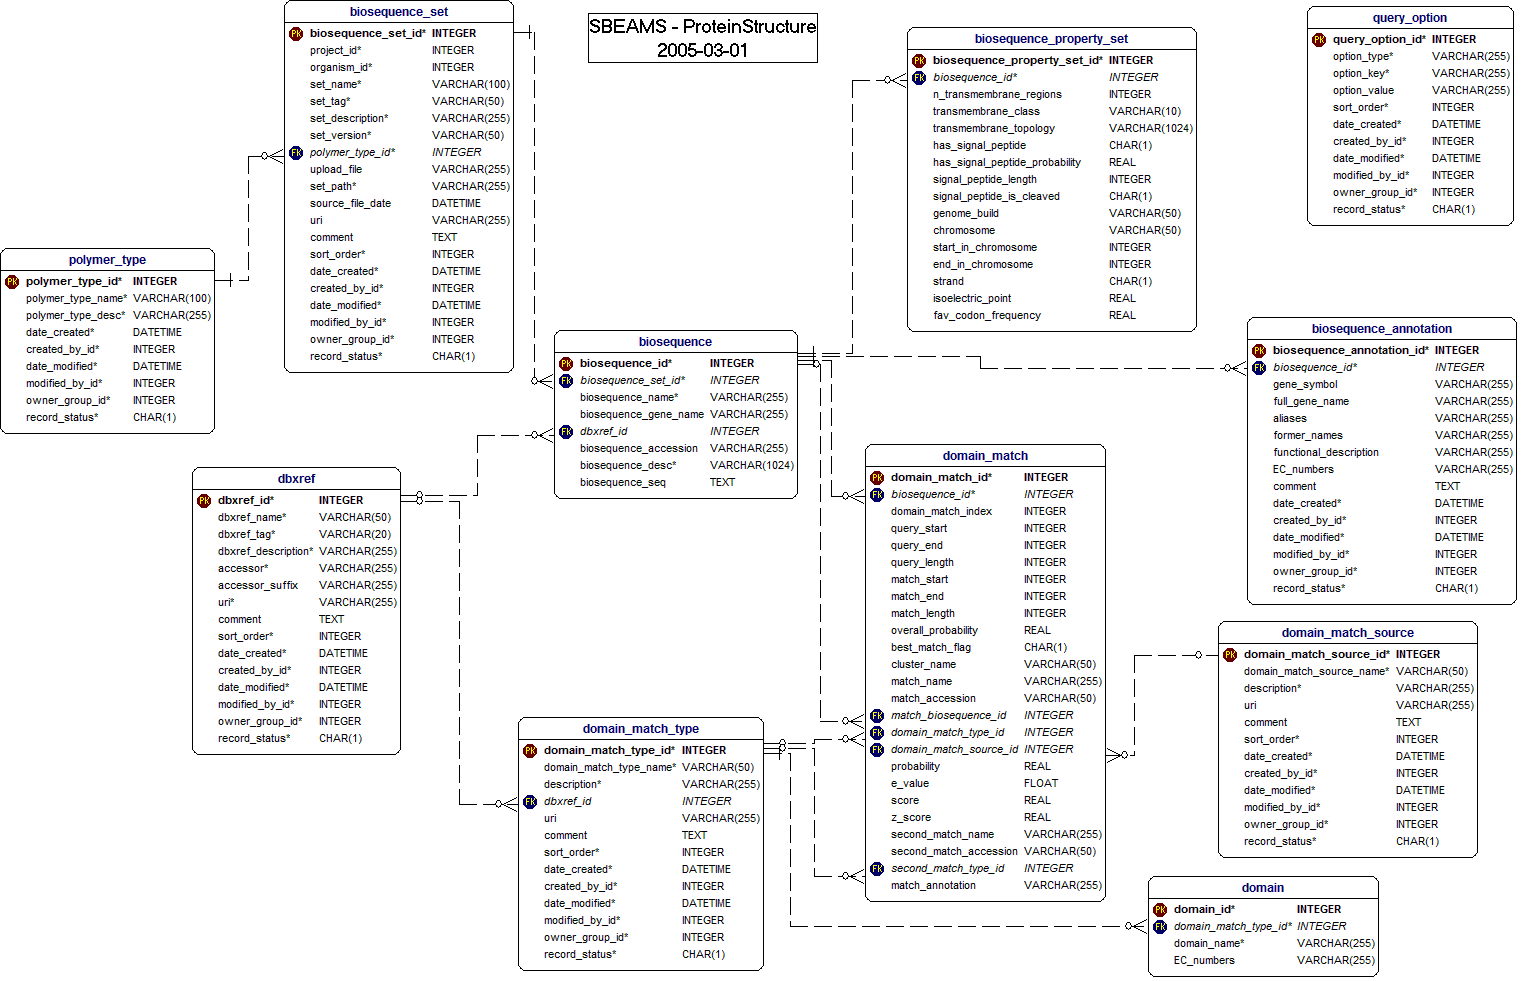 SBEAMS - ProteinStructure
2005-03-01
biosequence_set
PK biosequence_set_id* INTEGER
project_id* INTEGER
organism_id* INTEGER
set_name* VARCHAR(100)
set_tag* VARCHAR(50)
set_description* VARCHAR(255)
set_version* VARCHAR(50)
FK polymer_type_id* INTEGER
upload_file VARCHAR(255)
set_path* VARCHAR(255)
source_file_date DATETIME
uri VARCHAR(255)
comment TEXT
sort_order* INTEGER
date_created* DATETIME
created_by_id* INTEGER
date_modified* DATETIME
modified_by_id* INTEGER
owner_group_id* INTEGER
record_status* CHAR(1)
biosequence_property_set
PK biosequence_property_set_id* INTEGER
FK biosequence_id* INTEGER
n_transmembrane_regions INTEGER
transmembrane_class VARCHAR(10)
transmembrane_topology VARCHAR(1024)
has_signal_peptide CHAR(1)
has_signal_peptide_probability REAL
signal_peptide_length INTEGER
signal_peptide_is_cleaved CHAR(1)
genome_build VARCHAR(50)
chromosome VARCHAR(50)
start_in_chromosome INTEGER
end_in_chromosome INTEGER
strand CHAR(1)
isoelectric_point REAL
fav_codon_frequency REAL
query_option
PK query_option_id* INTEGER
option_type* VARCHAR(255)
option_key* VARCHAR(255)
option_value VARCHAR(255)
sort_order* INTEGER
date_created* DATETIME
created_by_id* INTEGER
date_modified* DATETIME
modified_by_id* INTEGER
owner_group_id* INTEGER
record_status* CHAR(1)
polymer_type
PK polymer_type_id* INTEGER
polymer_type_name* VARCHAR(100)
polymer_type_desc* VARCHAR(255)
date_created* DATETIME
created_by_id* INTEGER
date_modified* DATETIME
modified_by_id* INTEGER
owner_group_id* INTEGER
record_status* CHAR(1)
biosequence
PK biosequence_id* INTEGER
FK biosequence_set_id* INTEGER
biosequence_name* VARCHAR(255)
biosequence_gene_name VARCHAR(255)
FK dbxref_id INTEGER
biosequence_accession VARCHAR(255)
biosequence_desc* VARCHAR(1024)
biosequence_seq TEXT
biosequence_annotation
PK biosequence_annotation_id* INTEGER
FK biosequence_id* INTEGER
gene_symbol VARCHAR(255)
full_gene_name VARCHAR(255)
aliases VARCHAR(255)
former_names VARCHAR(255)
functional_description VARCHAR(255)
EC_numbers VARCHAR(255)
comment TEXT
date_created* DATETIME
created_by_id* INTEGER
date_modified* DATETIME
modified_by_id* INTEGER
owner_group_id* INTEGER
record_status* CHAR(1)
dbxref
PK dbxref_id* INTEGER
dbxref_name* VARCHAR(50)
dbxref_tag* VARCHAR(20)
dbxref_description* VARCHAR(255)
accessor* VARCHAR(255)
accessor_suffix VARCHAR(255)
uri* VARCHAR(255)
comment TEXT
sort_order* INTEGER
date_created* DATETIME
created_by_id* INTEGER
date_modified* DATETIME
modified_by_id* INTEGER
owner_group_id* INTEGER
record_status* CHAR(1)
domain_match
PK domain_match_id* INTEGER
FK biosequence_id* INTEGER
domain_match_index INTEGER
query_start INTEGER
query_end INTEGER
query_length INTEGER
match_start INTEGER
match_end INTEGER
match_length INTEGER
overall_probability REAL
best_match_flag CHAR(1)
cluster_name VARCHAR(50)
match_name VARCHAR(255)
match_accession VARCHAR(50)
FK match_biosequence_id INTEGER
FK domain_match_type_id INTEGER
FK domain_match_source_id INTEGER
probability REAL
e_value FLOAT
score REAL
z_score REAL
second_match_name VARCHAR(255)
second_match_accession VARCHAR(50)
FK second_match_type_id INTEGER
match_annotation VARCHAR(255)
domain_match_source
PK domain_match_source_id* INTEGER
domain_match_source_name* VARCHAR(50)
description* VARCHAR(255)
uri VARCHAR(255)
comment TEXT
sort_order* INTEGER
date_created* DATETIME
created_by_id* INTEGER
date_modified* DATETIME
modified_by_id* INTEGER
owner_group_id* INTEGER
record_status* CHAR(1)
domain_match_type
PK domain_match_type_id* INTEGER
domain_match_type_name* VARCHAR(50)
description* VARCHAR(255)
FK dbxref_id INTEGER
uri VARCHAR(255)
comment TEXT
sort_order* INTEGER
date_created* DATETIME
created_by_id* INTEGER
date_modified* DATETIME
modified_by_id* INTEGER
owner_group_id* INTEGER
record_status* CHAR(1)
domain
PK domain_id* INTEGER
FK domain_match_type_id* INTEGER
domain_name* VARCHAR(255)
EC_numbers VARCHAR(255)